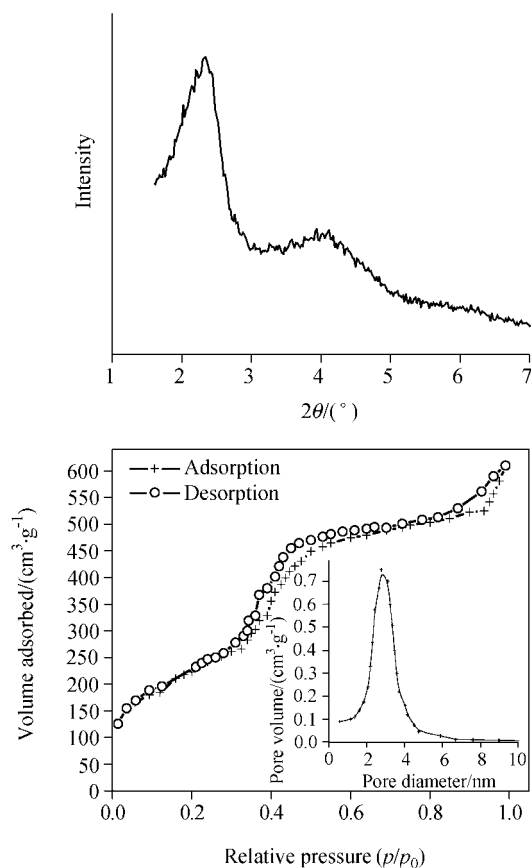 Intensity
1 2 3 4 5 6 7
2θ/(°)
Volume adsorbed/(cm³·g⁻¹)
600
550
500
450
400
350
300
250
200
150
100
50
0
Adsorption
Desorption
Pore volume/(cm³·g⁻¹)
0.7
0.6
0.5
0.4
0.3
0.2
0.1
0.0
0 2 4 6 8 10
Pore diameter/nm
0.0 0.2 0.4 0.6 0.8 1.0
Relative pressure (p/p₀)